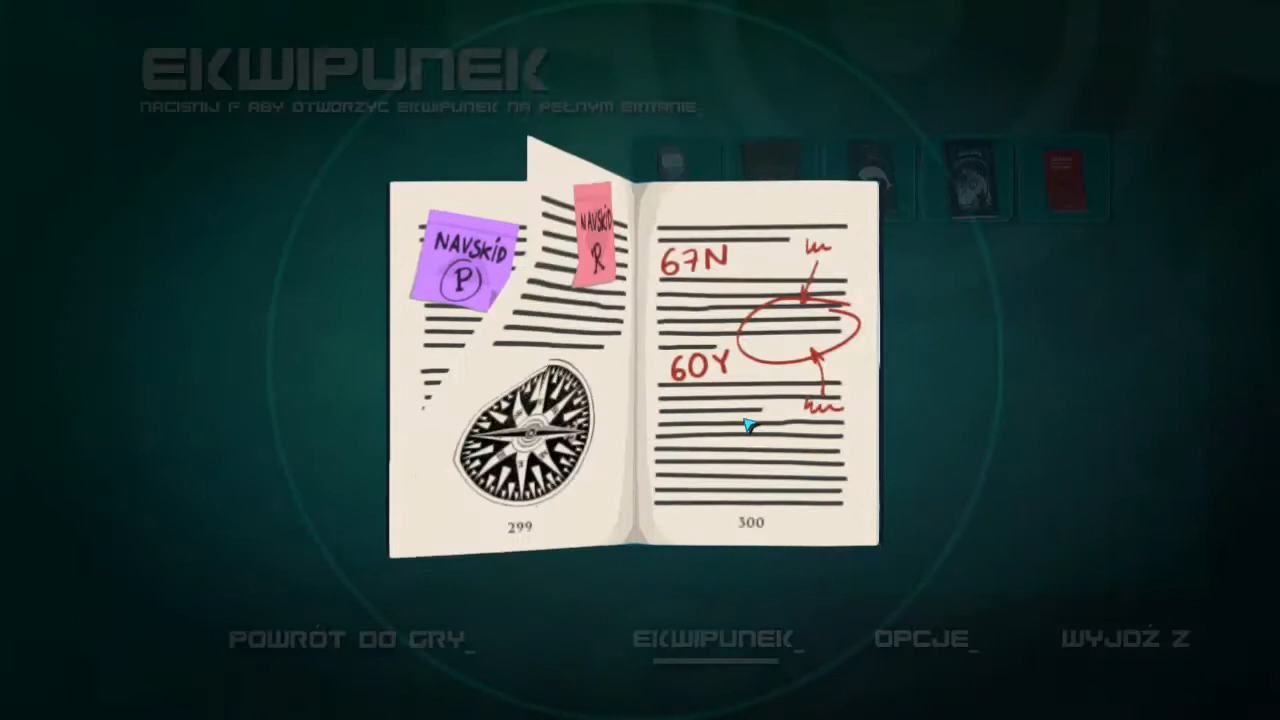 EKWIPUNEK
NACIŚNIJ F ABY OTWORZYĆ EKWIPUNEK NA PEŁNYM EKRANIE_
NAVSKID
P
NAVSKID
R
299
67N
60Y
300
POWRÓT DO GRY_
EKWIPUNEK_
OPCJE_
WYJDŹ Z